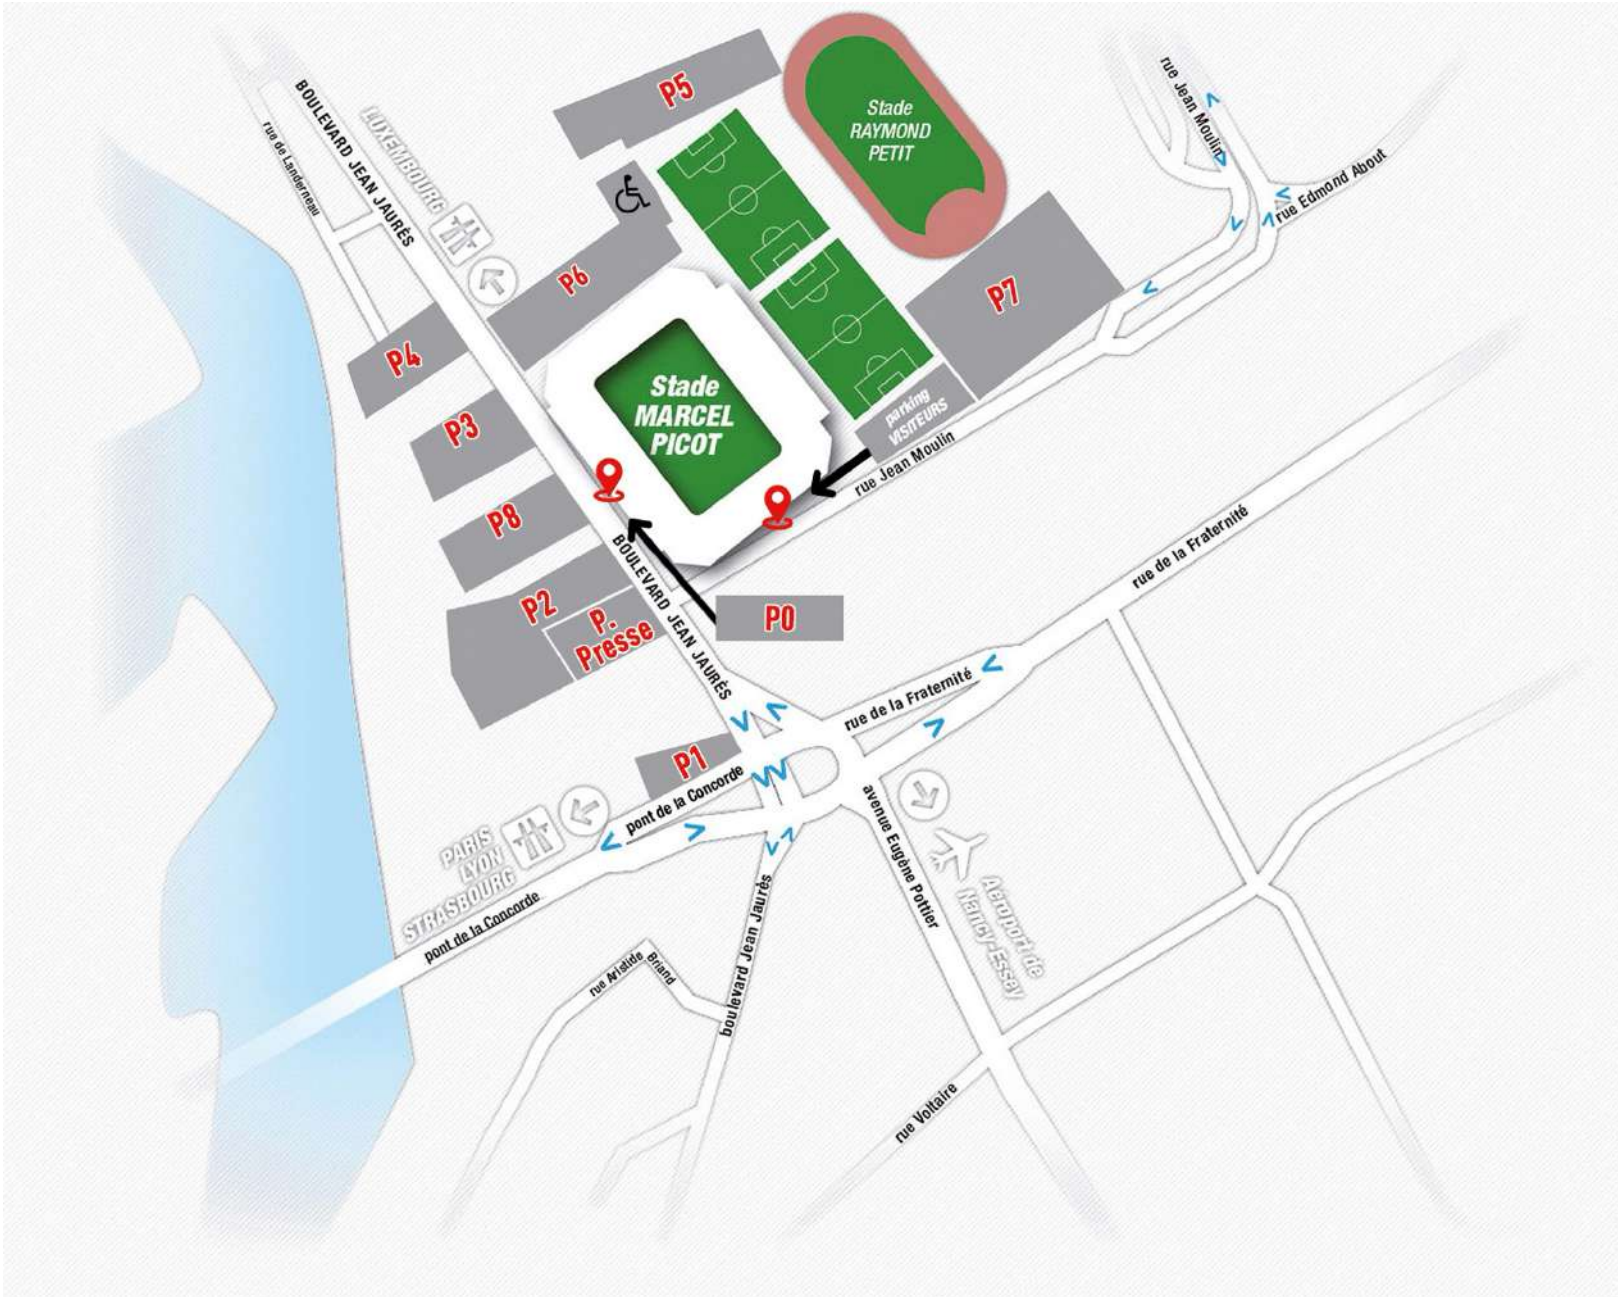 P5
Stade
RAYMOND
PETIT
rue Jean Moulin
rue Edmond About
BOULEVARD JEAN JAURÉS
LUXEMBOURG
rue de Landerneau
P6
P7
P4
P3
Stade
MARCEL
PICOT
parking
VISITEURS
rue Jean Moulin
P8
P2
P.
Presse
BOULEVARD JEAN JAURÉS
P0
rue de la Fraternité
rue de la Fraternité
P1
pont de la Concorde
PARIS
LYON
STRASBOURG
pont de la Concorde
avenue Eugène Pottier
Aéroport de
Nancy-Essey
boulevard Jean Jaurés
rue Aristide
Briand
rue Voltaire